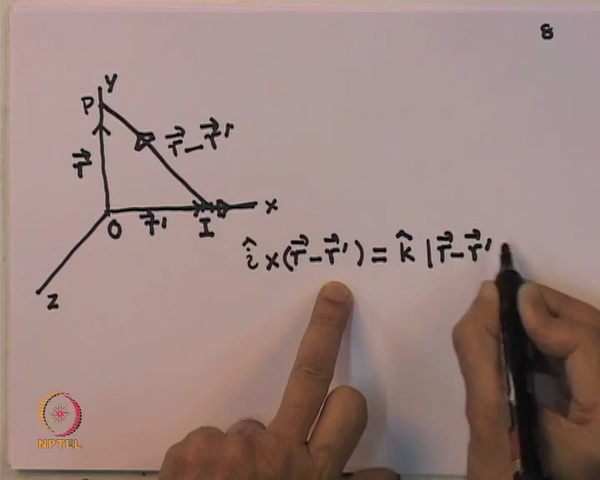 8
Y
P
r⃗ r⃗-r⃗'
O r⃗' I X
Z
î x (r⃗-r⃗') = k̂ |r⃗-r⃗'
NPTEL